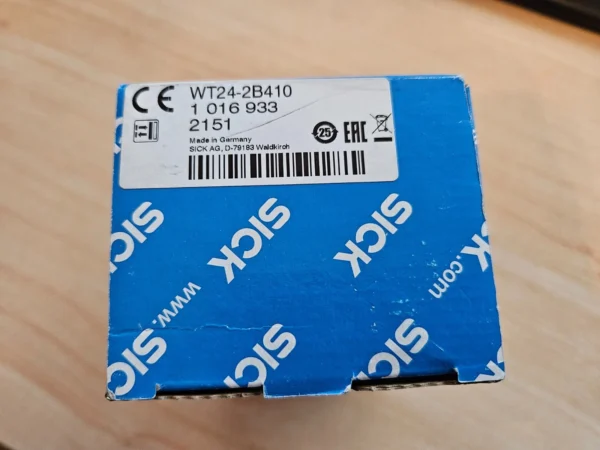 CE WT24-2B410
1 016 933
2151
Made in Germany
SICK AG, D-79183 Waldkirch
25 EAC
SICK
SICK
SICK
SICK
www.
.com
SICK
SICK
SICK